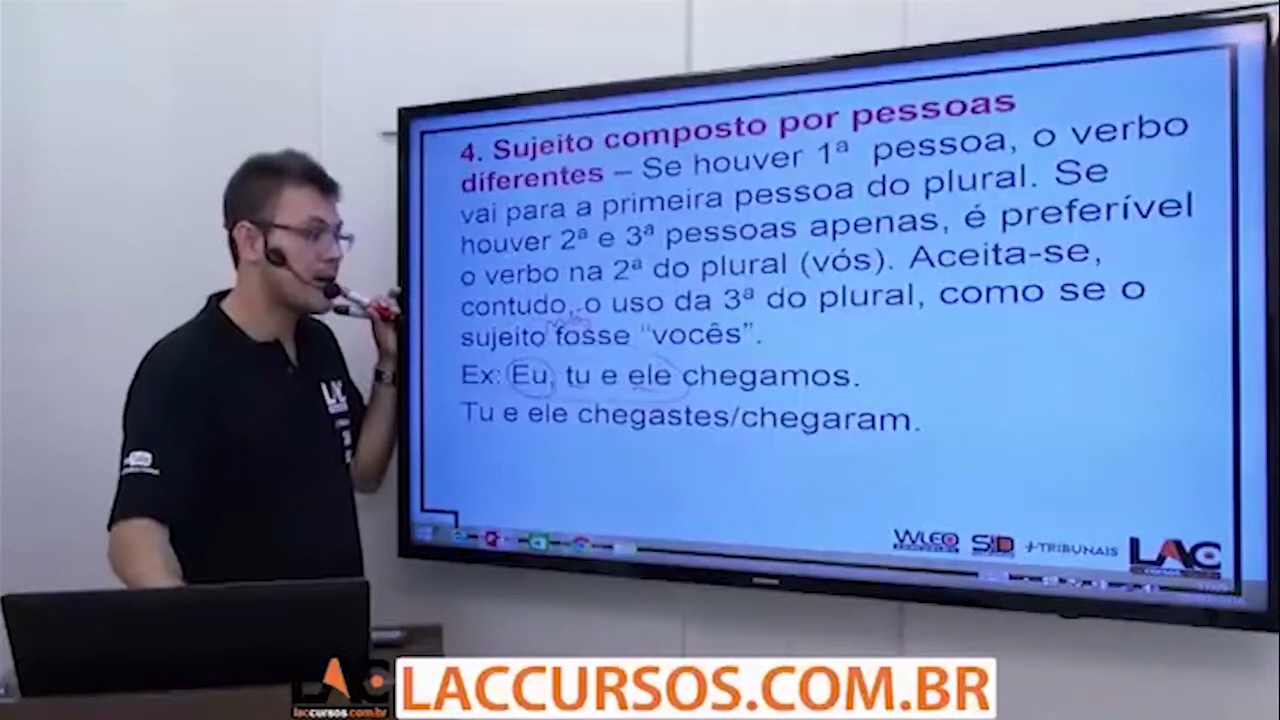 4. Sujeito composto por pessoas
diferentes – Se houver 1ª pessoa, o verbo
vai para a primeira pessoa do plural. Se
houver 2ª e 3ª pessoas apenas, é preferível
o verbo na 2ª do plural (vós). Aceita-se,
contudo, o uso da 3ª do plural, como se o
sujeito fosse “vocês”.
Ex: Eu, tu e ele chegamos.
Tu e ele chegastes/chegaram.
WLEO SD +TRIBUNAIS LAC
LAC
LAC
laccursos.com.br
LACCURSOS.COM.BR